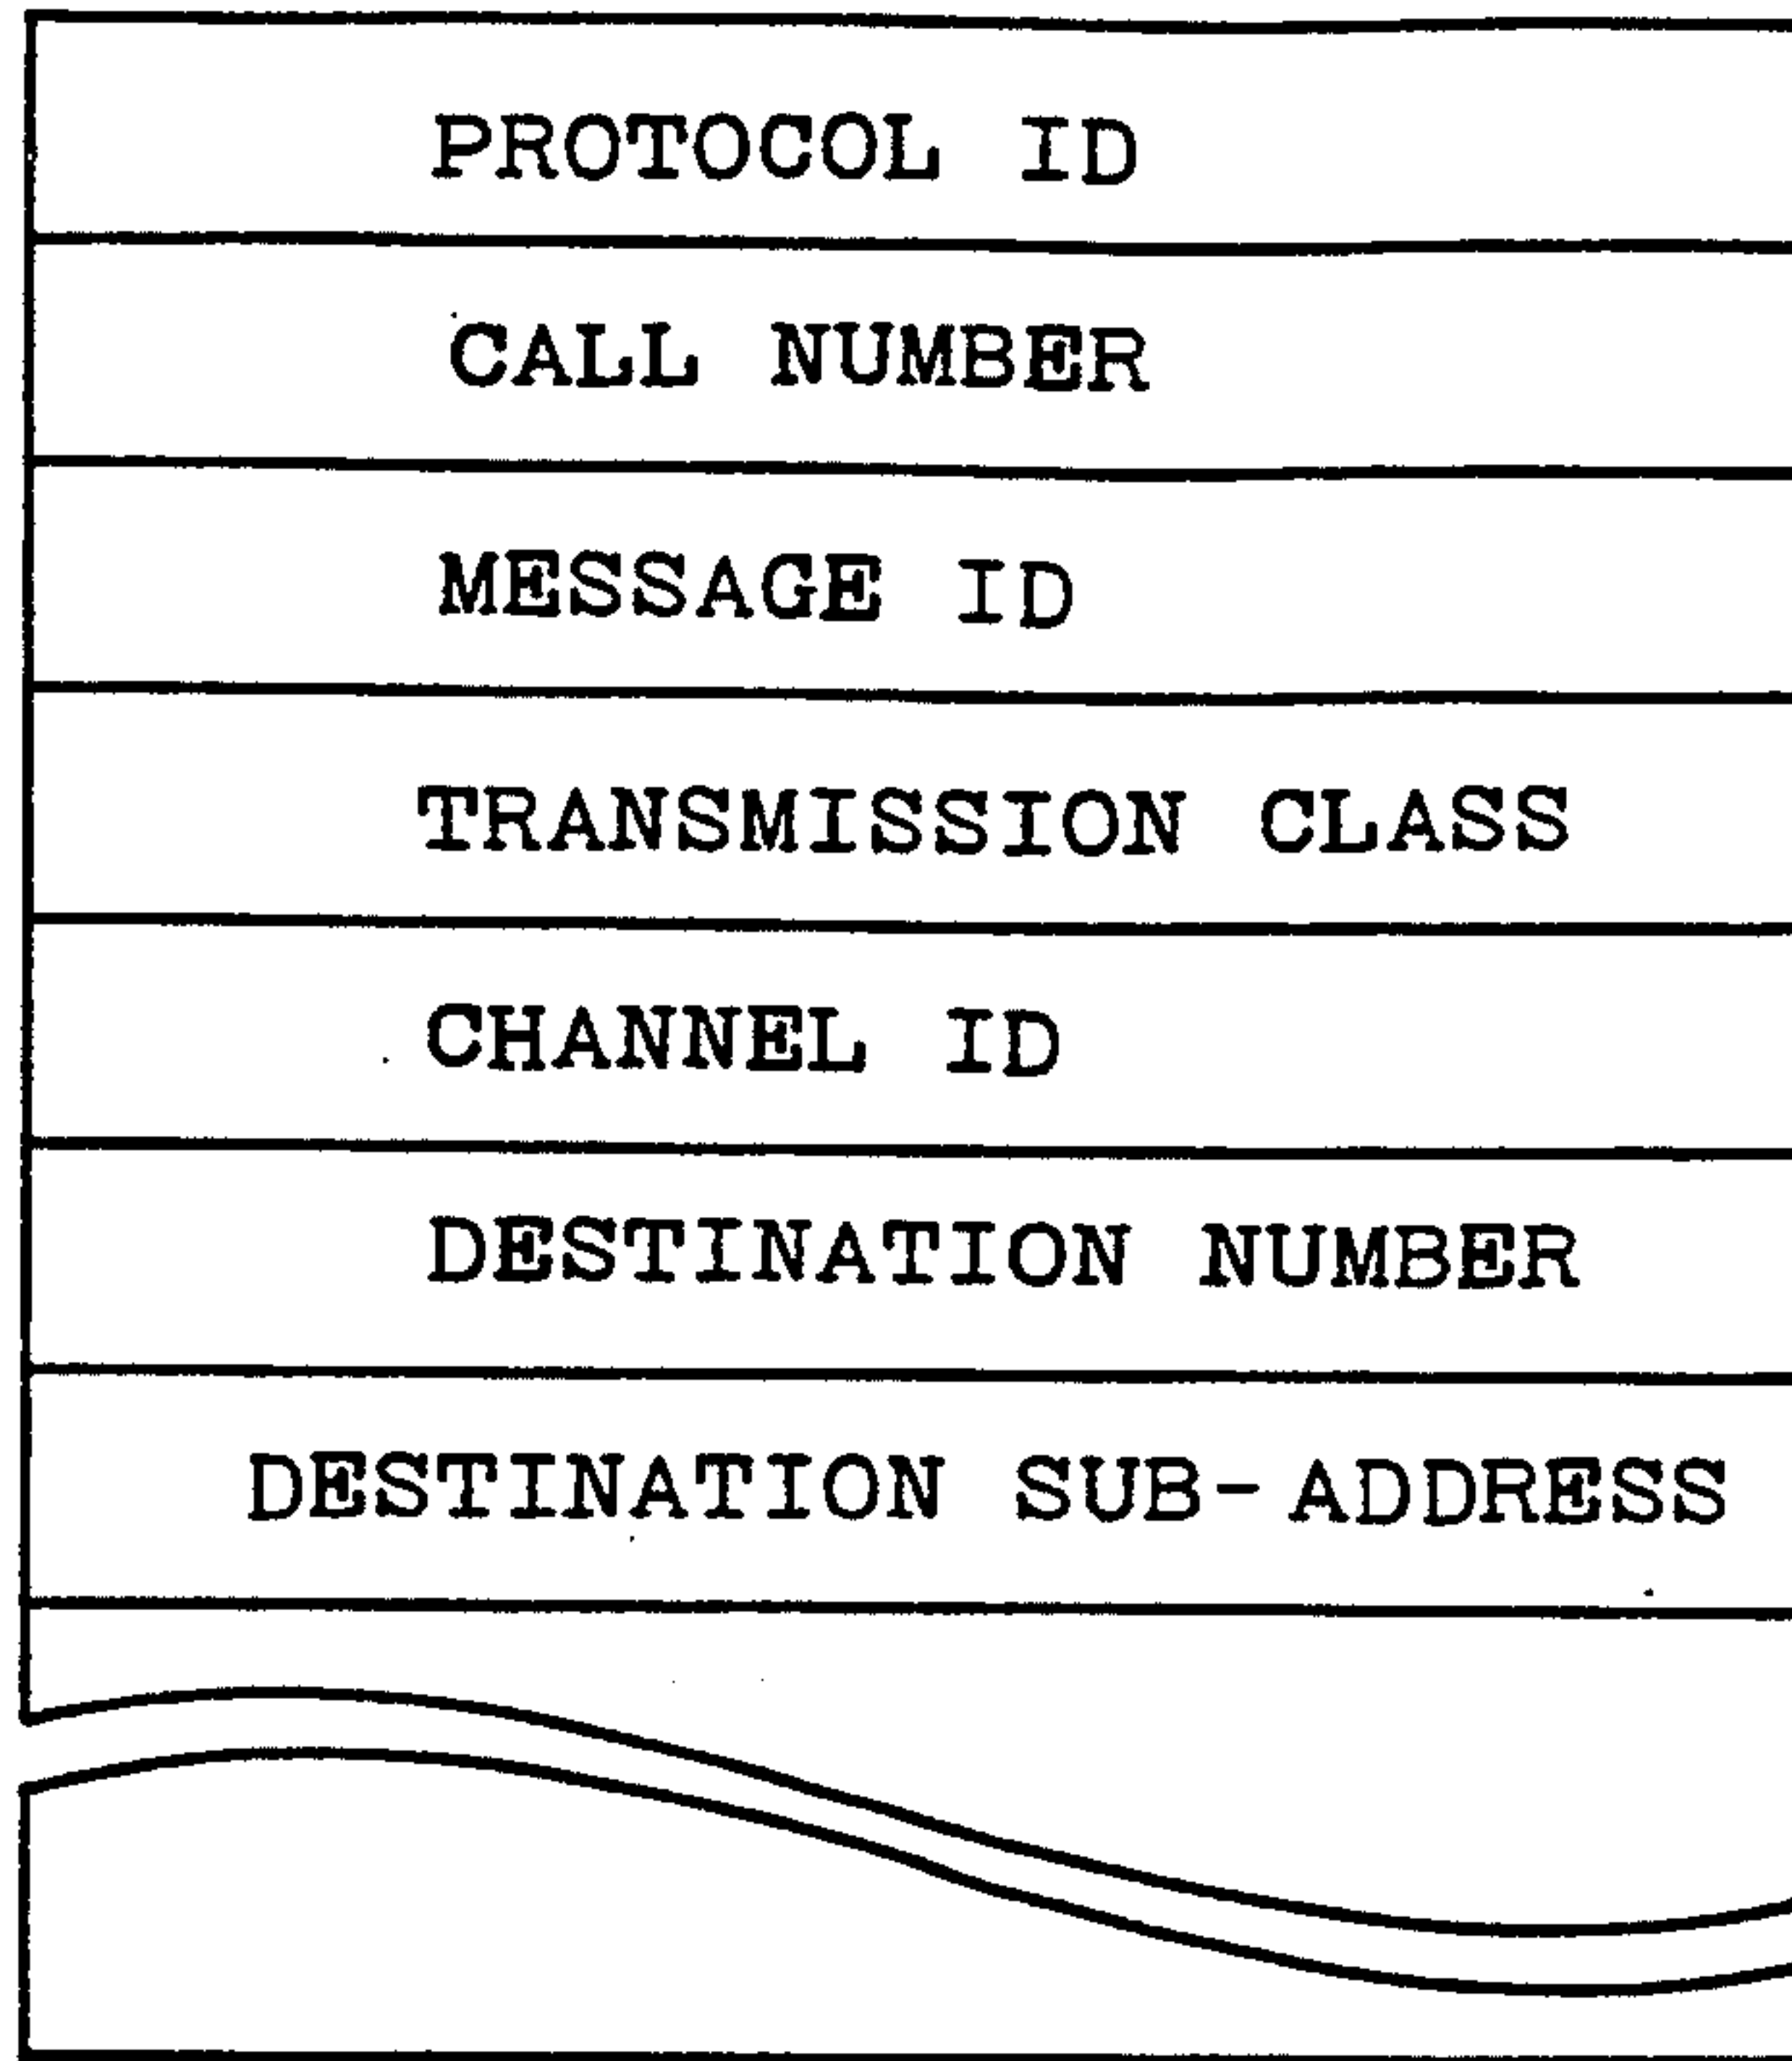 PROTOCOL ID
CALL NUMBER
MESSAGE ID
TRANSMISSION CLASS
CHANNEL ID
DESTINATION NUMBER
DESTINATION SUB-ADDRESS